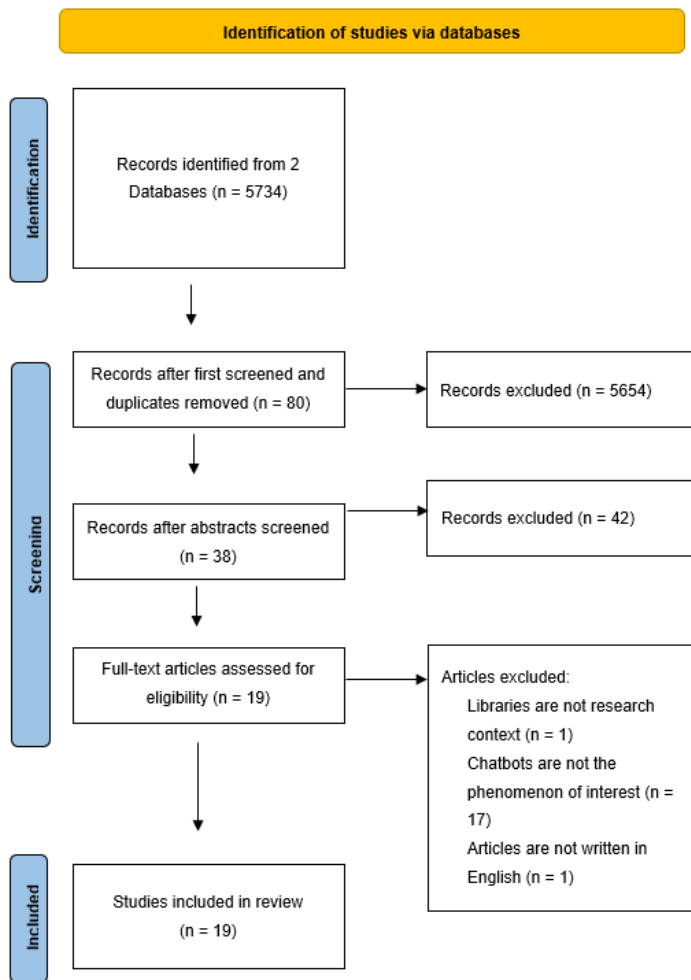 Identification of studies via databases
Identification
Records identified from 2
Databases (n = 5734)
Screening
Records after first screened and
duplicates removed (n = 80)
Records excluded (n = 5654)
Records after abstracts screened
(n = 38)
Records excluded (n = 42)
Full-text articles assessed for
eligibility (n = 19)
Articles excluded:
Libraries are not research
context (n = 1)
Chatbots are not the
phenomenon of interest (n =
17)
Articles are not written in
English (n = 1)
Included
Studies included in review
(n = 19)